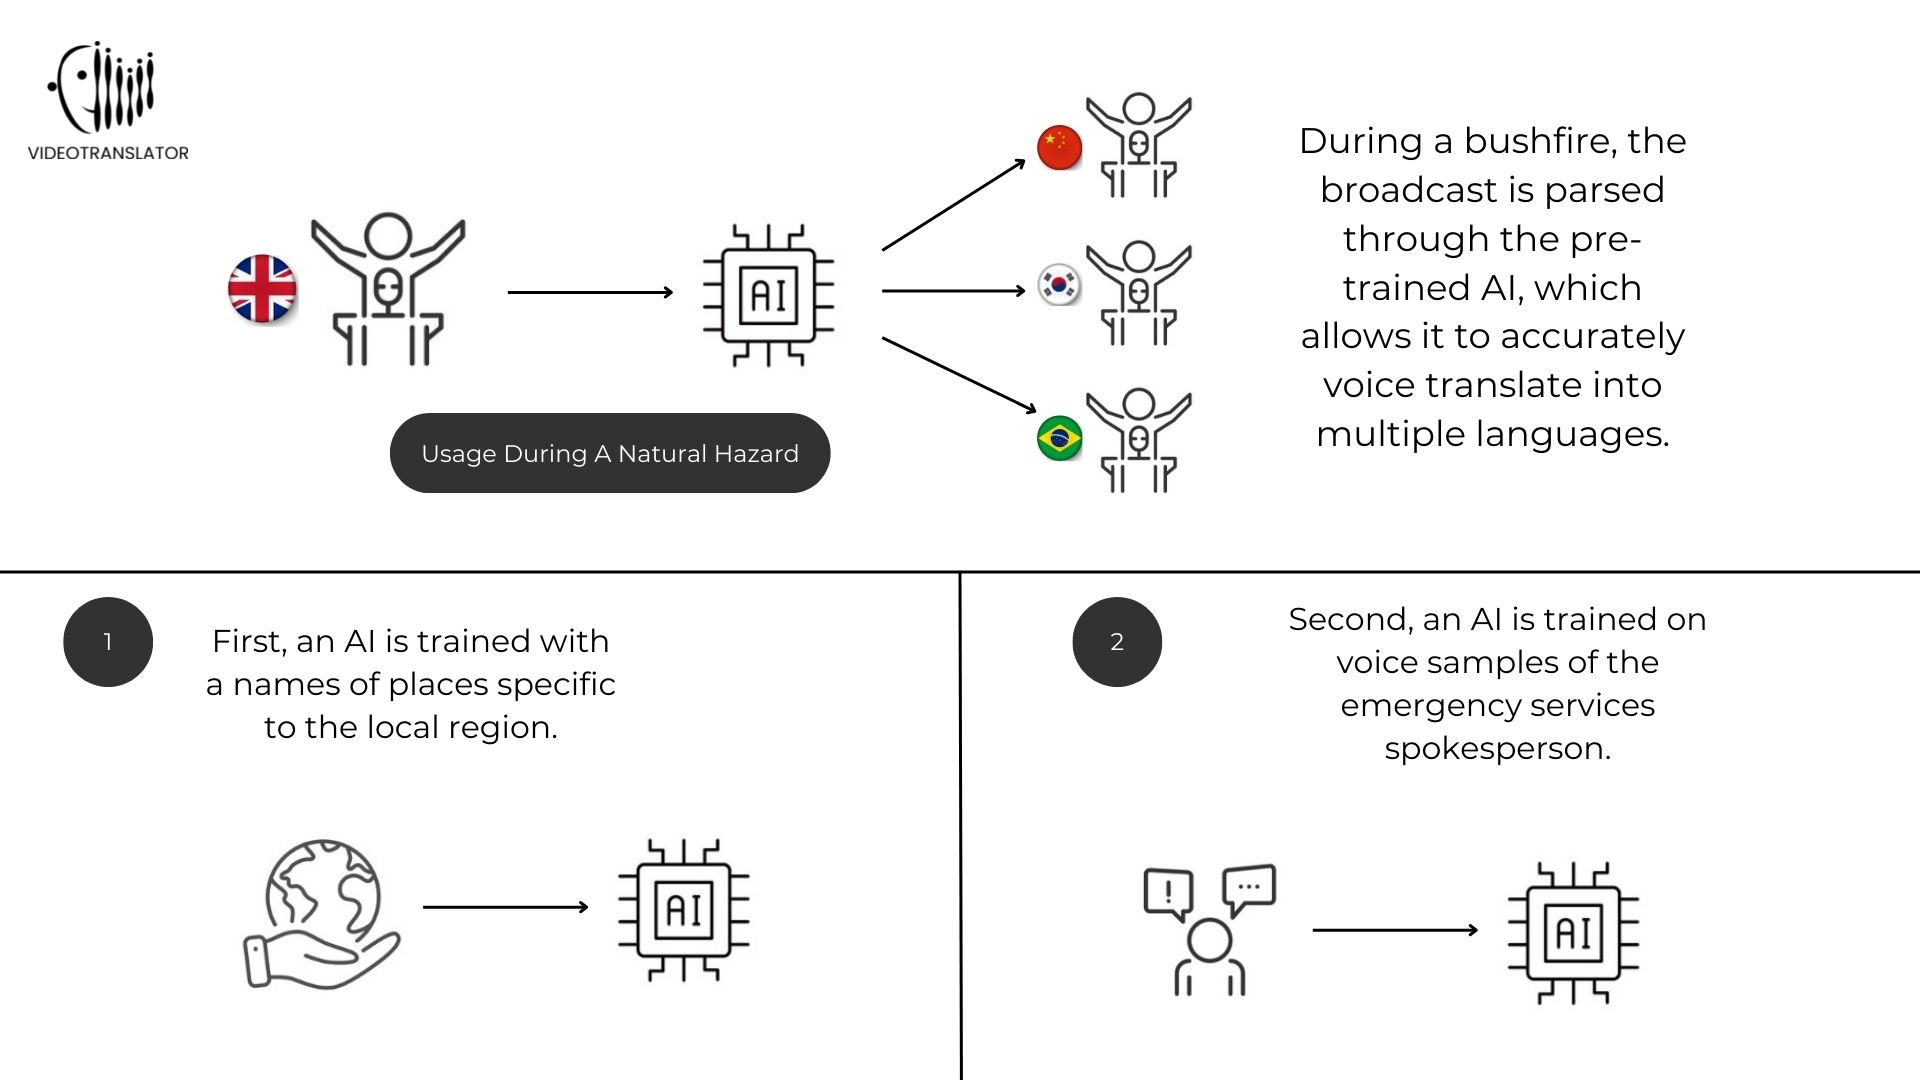 VIDEOTRANSLATOR
AI
During a bushfire, the
broadcast is parsed
through the pre-
trained AI, which
allows it to accurately
voice translate into
multiple languages.
Usage During A Natural Hazard
1
First, an AI is trained with
a names of places specific
to the local region.
AI
2
Second, an AI is trained on
voice samples of the
emergency services
spokesperson.
!
...
AI